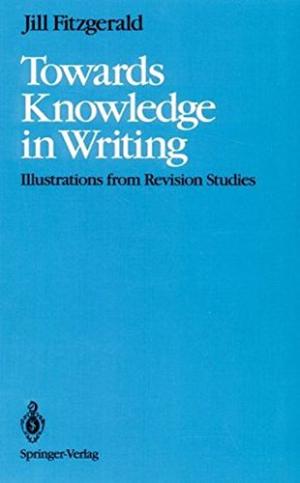 Jill Fitzgerald
Towards
Knowledge
in Writing
Illustrations from Revision Studies
Springer-Verlag